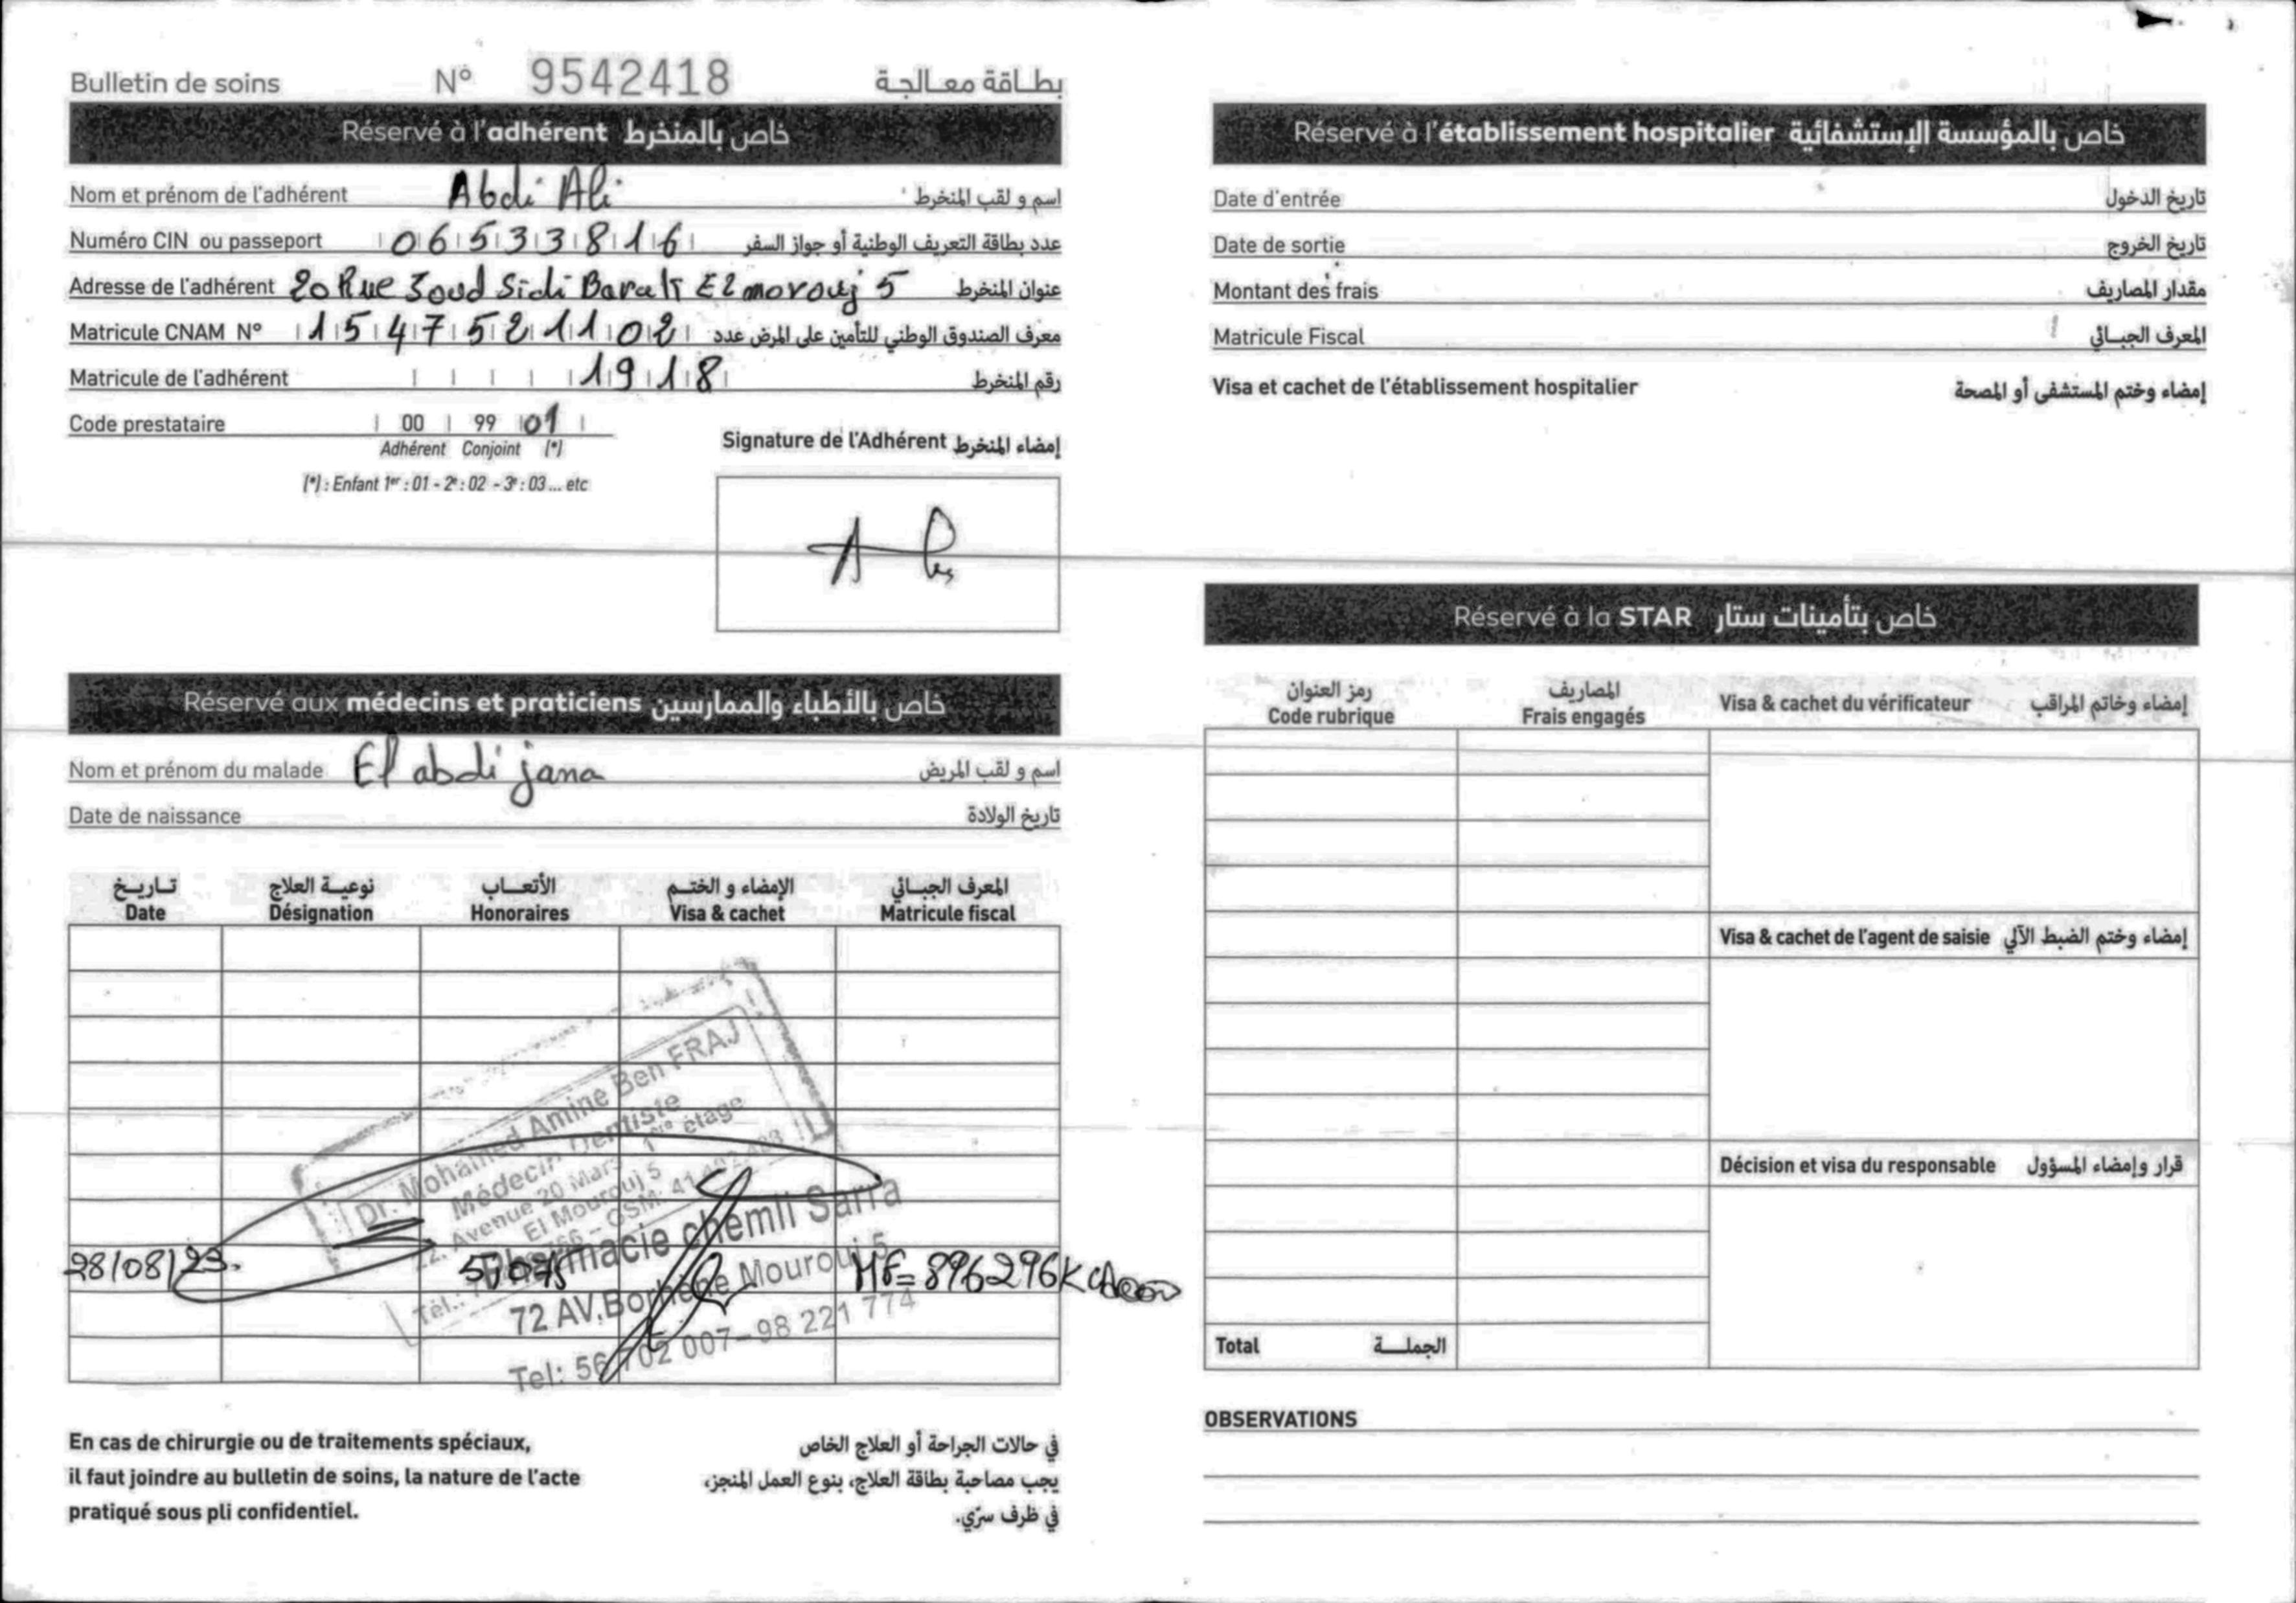 Bulletin de soins N° 9542418 بطاقة معالجة
Réservé à l'adhérent خاص بالمنخرط
Nom et prénom de l'adhérent Abdi Ali اسم و لقب المنخرط
Numéro CIN ou passeport 06533816 عدد بطاقة التعريف الوطنية أو جواز السفر
Adresse de l'adhérent 20 Rue Sidi El morouj 5 عنوان المنخرط
Matricule CNAM N° 1547521102 معرف الصندوق الوطني للتأمين على المرض عدد
Matricule de l'adhérent 1918 رقم المنخرط
Code prestataire 00 99 01
Adhérent Conjoint (*)
(*) : Enfant 1er : 01 - 2e : 02 - 3e : 03 ... etc
Signature de l'Adhérent إمضاء المنخرط
Réservé aux médecins et praticiens خاص بالأطباء والممارسين
Nom et prénom du malade El abdi jana اسم و لقب المريض
Date de naissance تاريخ الولادة
تاريخ نوعية العلاج الأتعاب الإمضاء و الختم المعرف الجبائي
Date Désignation Honoraires Visa & cachet Matricule fiscal
Dr. Mohamed Amine Ben FRAJ
Médecin Dentiste
Avenue 20 Mars 1er étage
El Mourouj 5
GSM: 41
28/08/23. MF= 896296K
Pharmacie chemli Sarra
72 AV.Borhene Mourouj 5
Tel: 56 702 007-98 221 774
En cas de chirurgie ou de traitements spéciaux,
il faut joindre au bulletin de soins, la nature de l'acte
pratiqué sous pli confidentiel.
في حالات الجراحة أو العلاج الخاص
يجب مصاحبة بطاقة العلاج، بنوع العمل المنجز،
في ظرف سرّي.
Réservé à l'établissement hospitalier خاص بالمؤسسة الإستشفائية
Date d'entrée تاريخ الدخول
Date de sortie تاريخ الخروج
Montant des frais مقدار المصاريف
Matricule Fiscal المعرف الجبائي
Visa et cachet de l'établissement hospitalier إمضاء وختم المستشفى أو المصحة
Réservé à la STAR خاص بتأمينات ستار
رمز العنوان المصاريف
Code rubrique Frais engagés Visa & cachet du vérificateur إمضاء وخاتم المراقب
Visa & cachet de l'agent de saisie إمضاء وختم الضبط الآلي
Décision et visa du responsable قرار وإمضاء المسؤول
Total الجملة
OBSERVATIONS